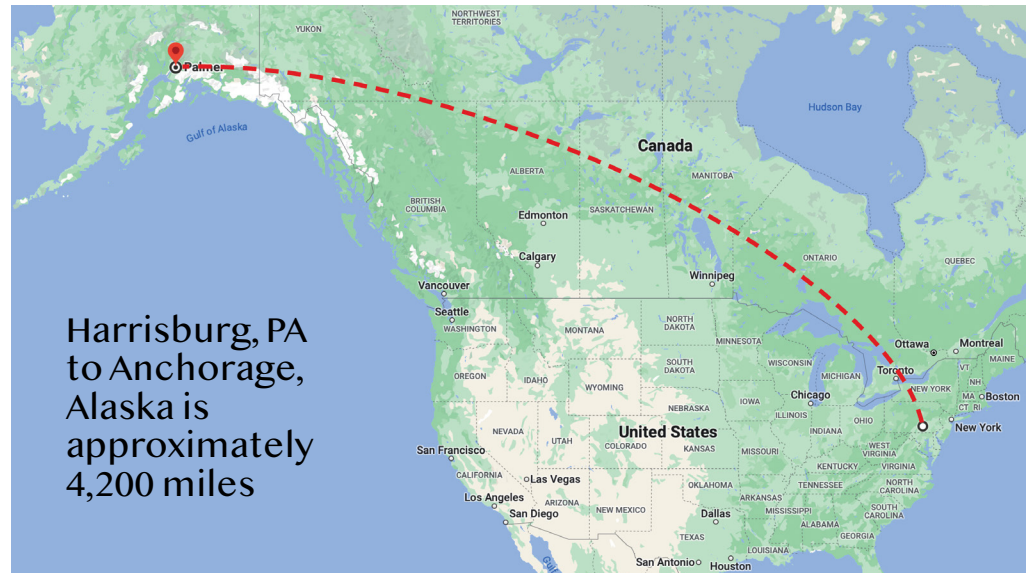 NORTHWEST
TERRITORIES
YUKON
Palmer
Hudson Bay
Gulf of Alaska
Canada
ALBERTA
MANITOBA
BRITISH
COLUMBIA
SASKATCHEWAN
Edmonton
ONTARIO
QUEBEC
Calgary
Winnipeg
Vancouver
Seattle
WASHINGTON
MONTANA
NORTH
DAKOTA
MINNESOTA
Ottawa
Montreal
MAINE
OREGON
IDAHO
WYOMING
SOUTH
DAKOTA
WISCONSIN
MICHIGAN
Toronto
VT
NH
NEW YORK
MA
Boston
CT RI
NEBRASKA
IOWA
Chicago
ILLINOIS
INDIANA
OHIO
New York
NEVADA
UTAH
COLORADO
United States
KANSAS
MISSOURI
WEST
VIRGINIA
KENTUCKY
VIRGINIA
San Francisco
CALIFORNIA
Las Vegas
OKLAHOMA
TENNESSEE
NORTH
CAROLINA
Los Angeles
ARIZONA
NEW MEXICO
ARKANSAS
MISSISSIPPI
SOUTH
CAROLINA
San Diego
Dallas
ALABAMA
GEORGIA
TEXAS
LOUISIANA
San Antonio
Houston
Gulf
Harrisburg, PA
to Anchorage,
Alaska is
approximately
4,200 miles